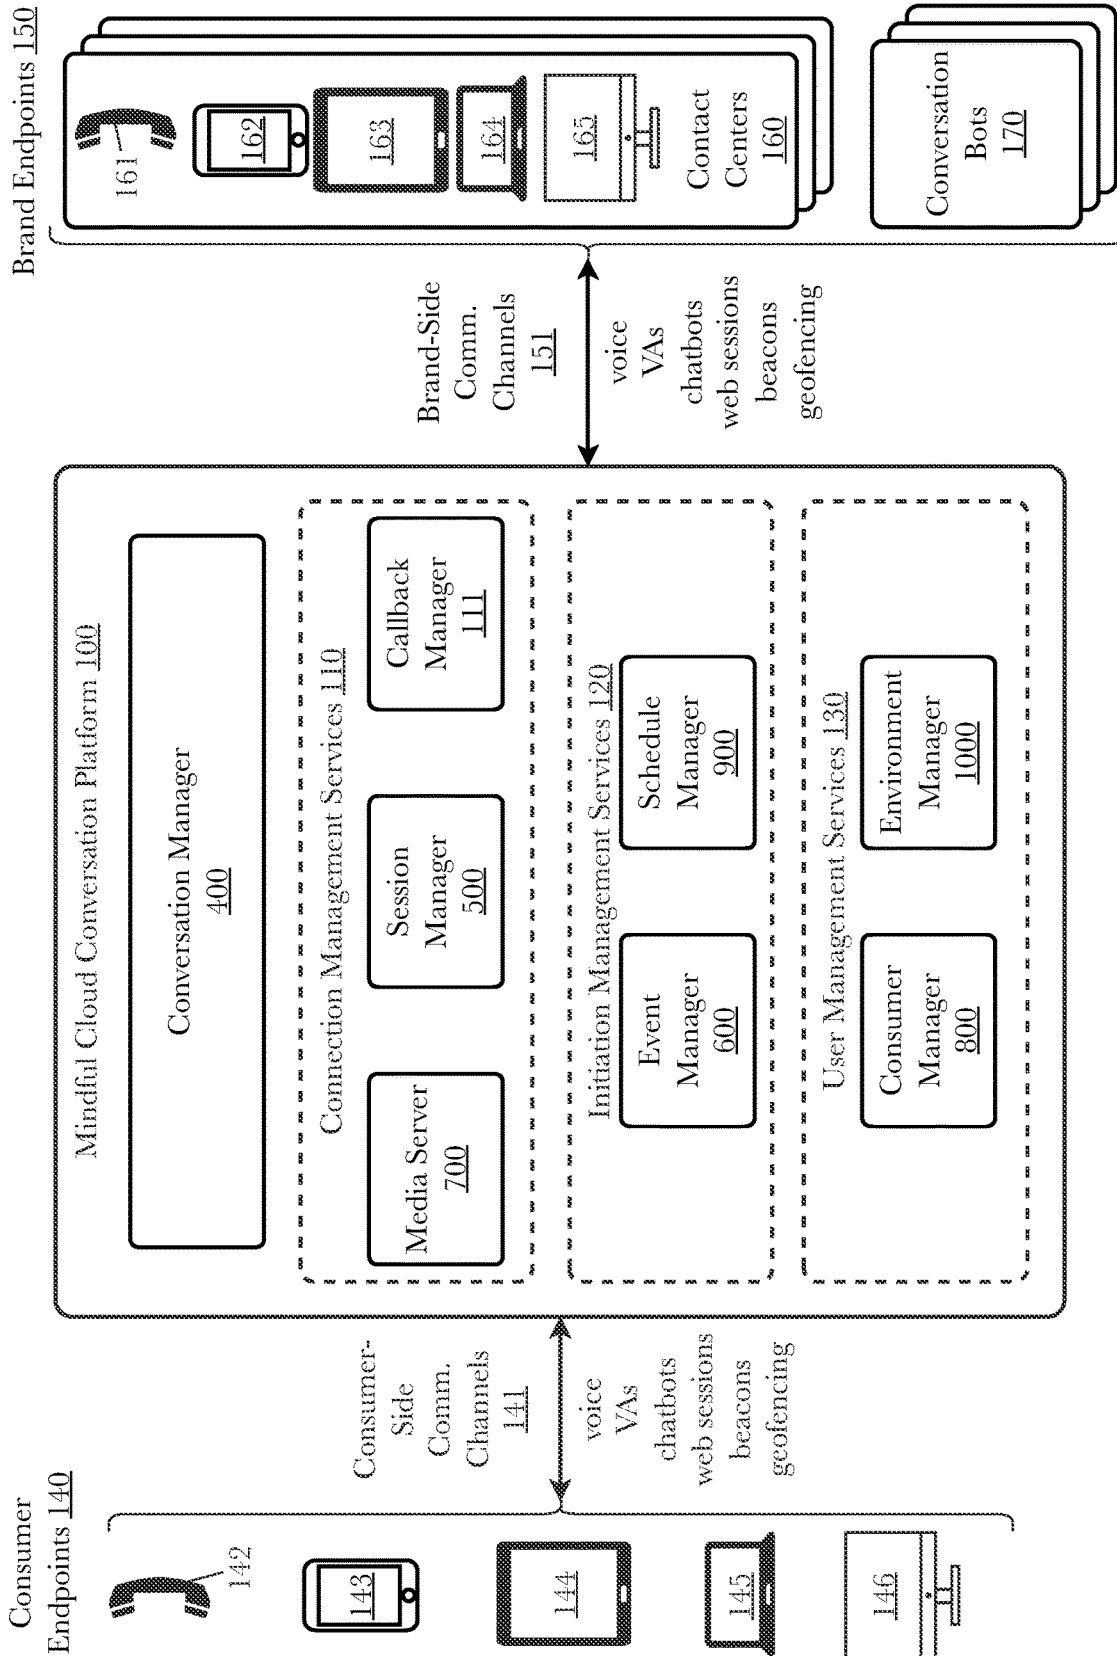 Consumer
Endpoints 140
142
143
144
145
146
Consumer-
Side
Comm.
Channels
141
voice
VAs
chatbots
web sessions
beacons
geofencing
Mindful Cloud Conversation Platform 100
Conversation Manager
400
Connection Management Services 110
Media Server
700
Session
Manager
500
Callback
Manager
111
Initiation Management Services 120
Event
Manager
600
Schedule
Manager
900
User Management Services 130
Consumer
Manager
800
Environment
Manager
1000
Brand-Side
Comm.
Channels
151
voice
VAs
chatbots
web sessions
beacons
geofencing
Brand Endpoints 150
161
162
163
164
165
Contact
Centers
160
Conversation
Bots
170